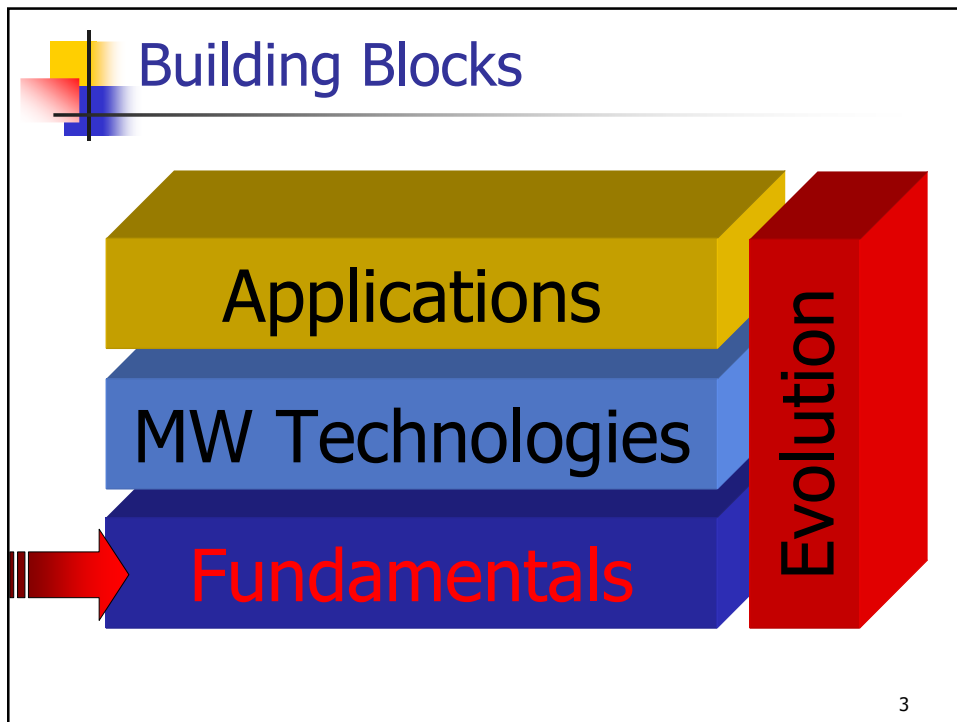 Building Blocks
Applications
MW Technologies
Fundamentals
Evolution
3